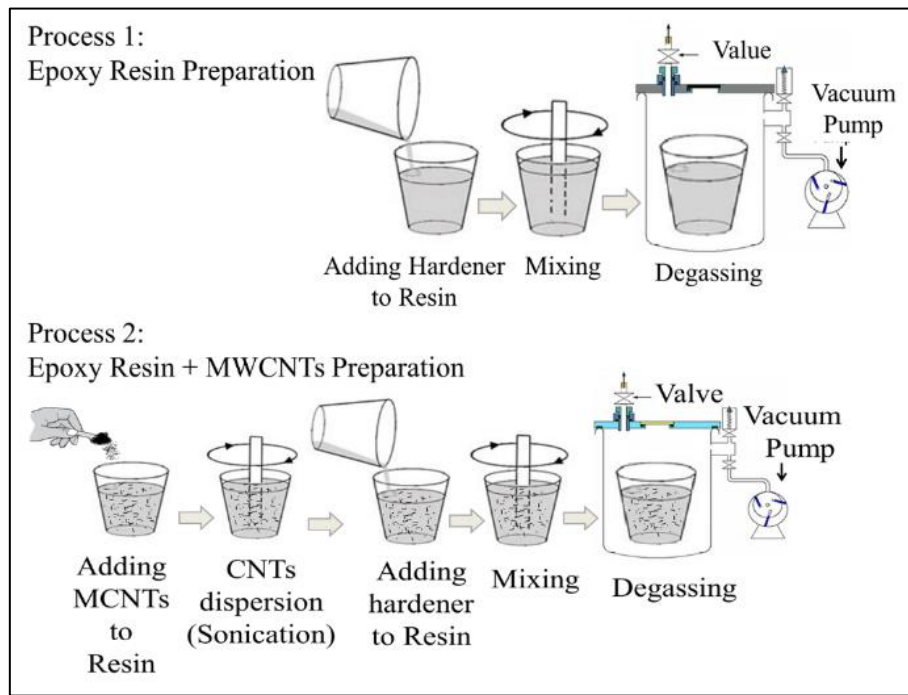 Process 1:
Epoxy Resin Preparation
Value
Vacuum
Pump
Adding Hardener
to Resin
Mixing
Degassing
Process 2:
Epoxy Resin + MWCNTs Preparation
Valve
Vacuum
Pump
Adding
MCNTs
to
Resin
CNTs
dispersion
(Sonication)
Adding
hardener
to Resin
Mixing
Degassing